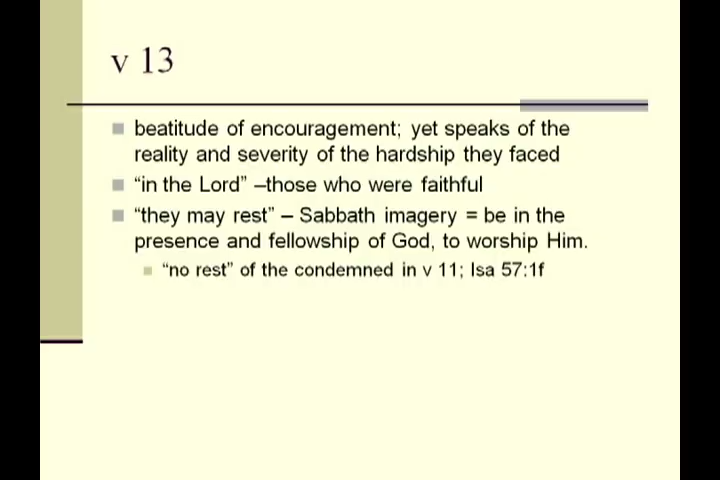 v 13
beatitude of encouragement; yet speaks of the
reality and severity of the hardship they faced
“in the Lord” –those who were faithful
“they may rest” – Sabbath imagery = be in the
presence and fellowship of God, to worship Him.
“no rest” of the condemned in v 11; Isa 57:1f